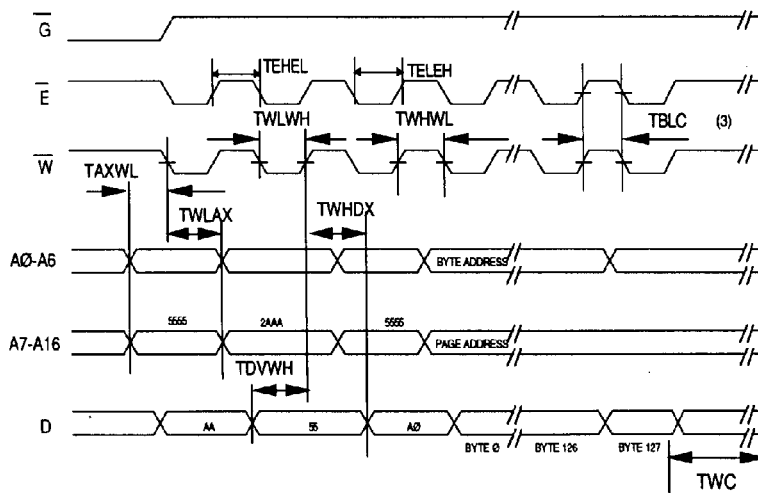 G
E
TEHEL
TELEH
TWLWH
TWHWL
TBLC (3)
W
TAXWL
TWLAX
TWHDX
AØ-A6
BYTE ADDRESS
5555
2AAA
5555
A7-A16
PAGE ADDRESS
TDVWH
D
AA
55
AØ
BYTE Ø
BYTE 126
BYTE 127
TWC